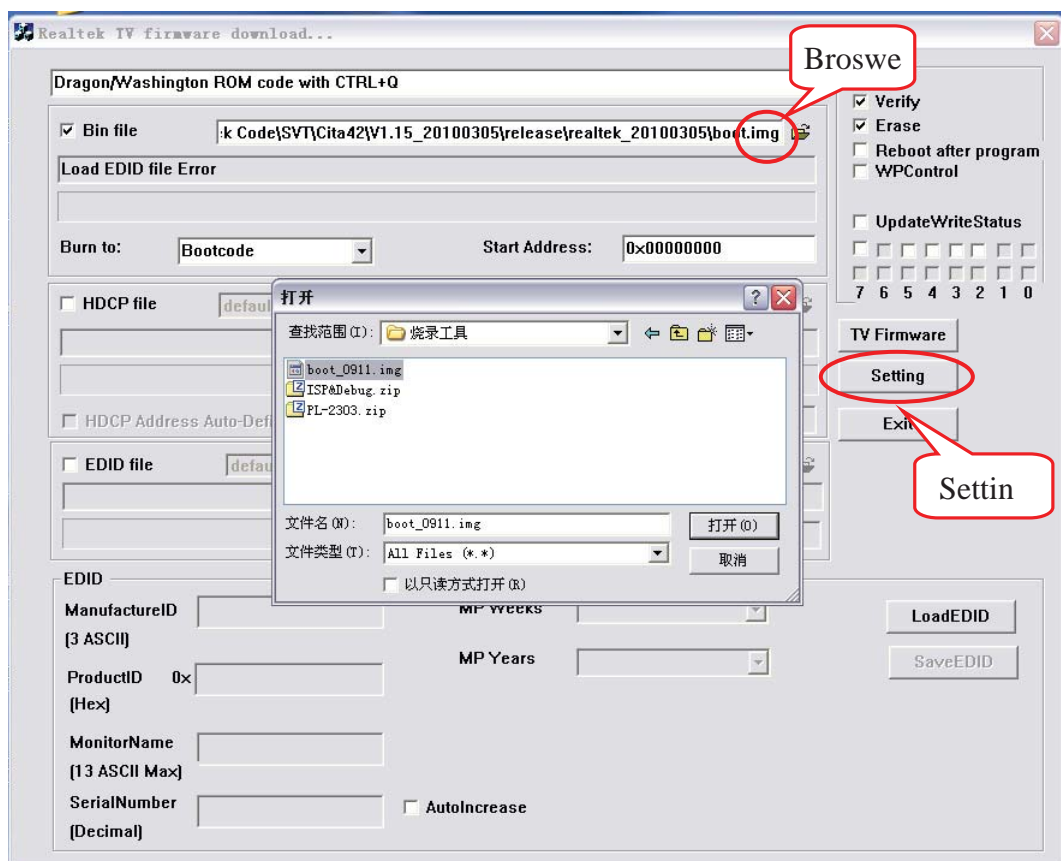 Realtek TV firmware download...
Broswe
Dragon/Washington ROM code with CTRL+Q
Verify
Bin file
:k Code\SVT\Cita42\V1.15_20100305\release\realtek_20100305\boot.img
Erase
Reboot after program
Load EDID file Error
WPControl
UpdateWriteStatus
Burn to:
Bootcode
Start Address:
0x00000000
7 6 5 4 3 2 1 0
HDCP file
defaul
打开
查找范围(I):
烧录工具
TV Firmware
boot_0911.img
ISP&Debug.zip
PL-2303.zip
Setting
HDCP Address Auto-Defi
Exit
EDID file
defau
Settin
文件名(N):
boot_0911.img
打开(O)
文件类型(T):
All Files (*.*)
取消
以只读方式打开(R)
EDID
ManufactureID
(3 ASCII)
MP Weeks
LoadEDID
ProductID 0x
(Hex)
MP Years
SaveEDID
MonitorName
(13 ASCII Max)
SerialNumber
(Decimal)
AutoIncrease